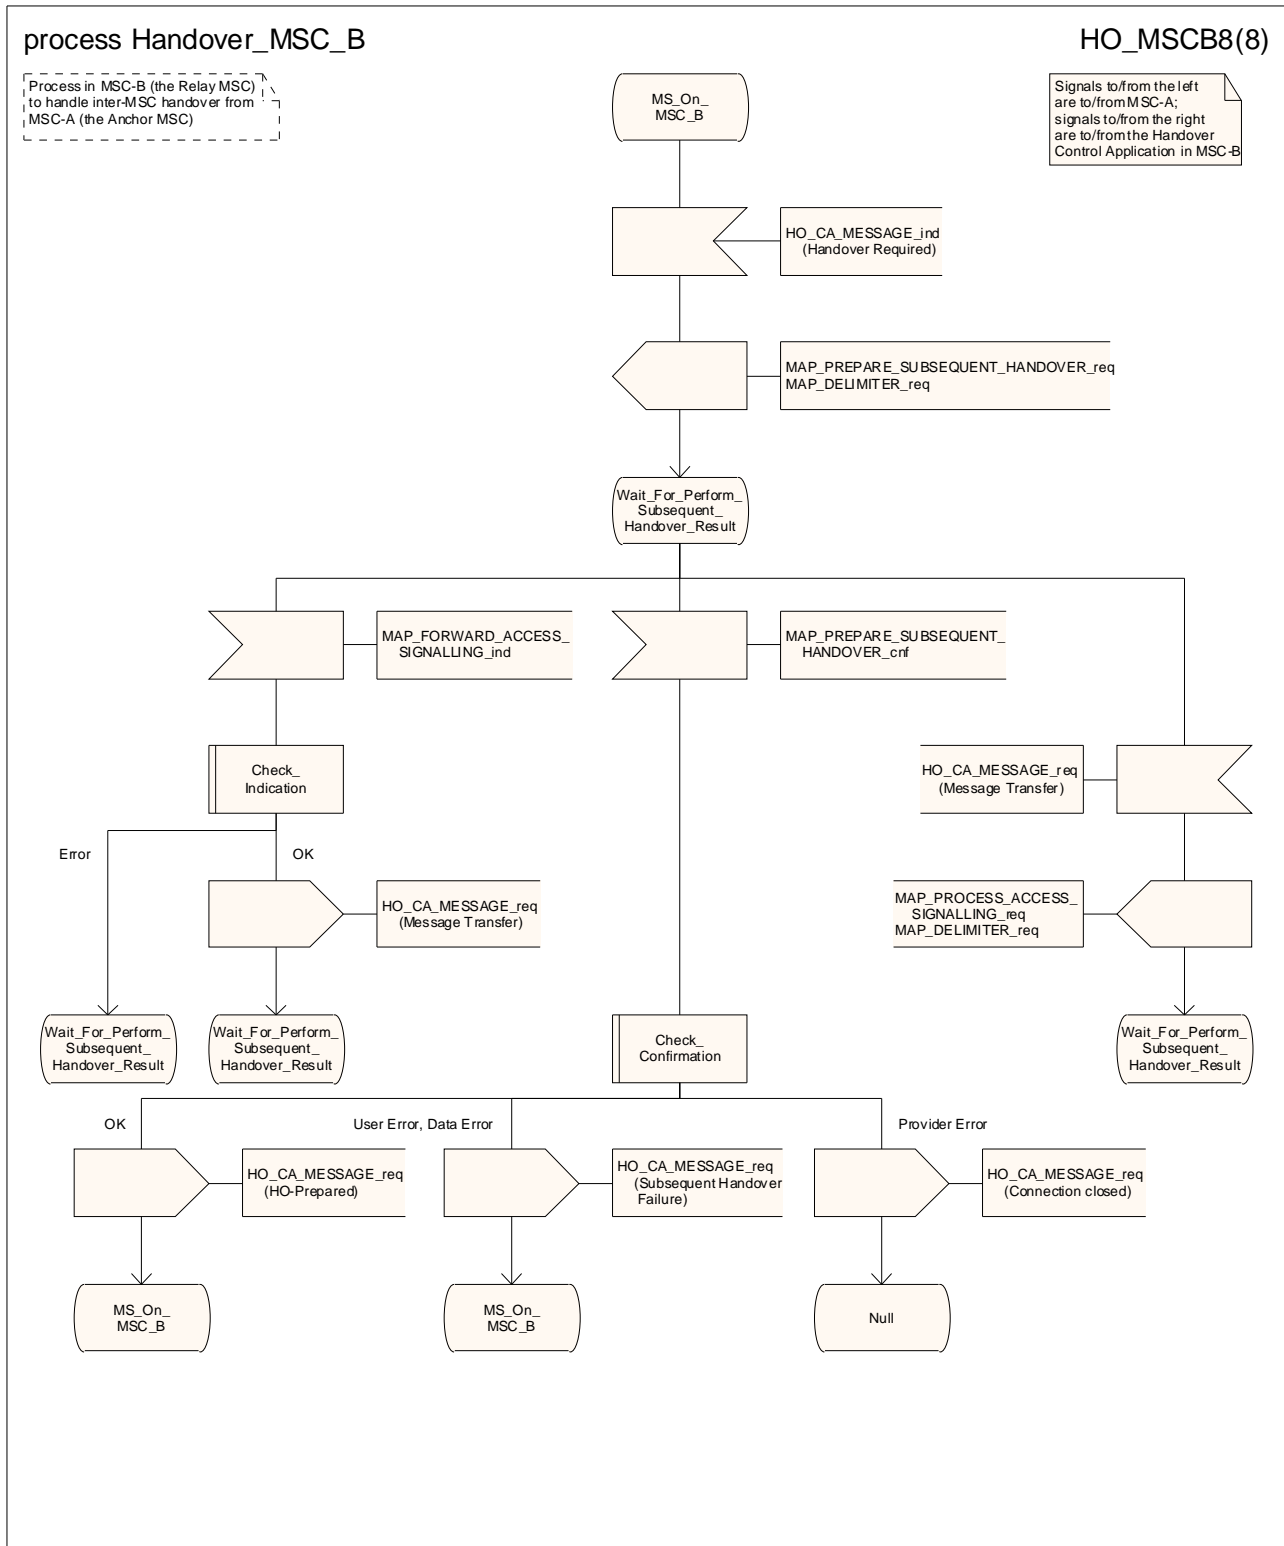 process Handover_MSC_B
HO_MSCB8(8)
Process in MSC-B (the Relay MSC)
to handle inter-MSC handover from
MSC-A (the Anchor MSC)
MS_On_
MSC_B
Signals to/from the left
are to/from MSC-A;
signals to/from the right
are to/from the Handover
Control Application in MSC-B
HO_CA_MESSAGE_ind
(Handover Required)
MAP_PREPARE_SUBSEQUENT_HANDOVER_req
MAP_DELIMITER_req
Wait_For_Perform_
Subsequent_
Handover_Result
MAP_FORWARD_ACCESS_
SIGNALLING_ind
MAP_PREPARE_SUBSEQUENT_
HANDOVER_cnf
Check_
Indication
HO_CA_MESSAGE_req
(Message Transfer)
Error
OK
HO_CA_MESSAGE_req
(Message Transfer)
MAP_PROCESS_ACCESS_
SIGNALLING_req
MAP_DELIMITER_req
Wait_For_Perform_
Subsequent_
Handover_Result
Wait_For_Perform_
Subsequent_
Handover_Result
Check_
Confirmation
Wait_For_Perform_
Subsequent_
Handover_Result
OK
User Error, Data Error
Provider Error
HO_CA_MESSAGE_req
(HO-Prepared)
HO_CA_MESSAGE_req
(Subsequent Handover
Failure)
HO_CA_MESSAGE_req
(Connection closed)
MS_On_
MSC_B
MS_On_
MSC_B
Null